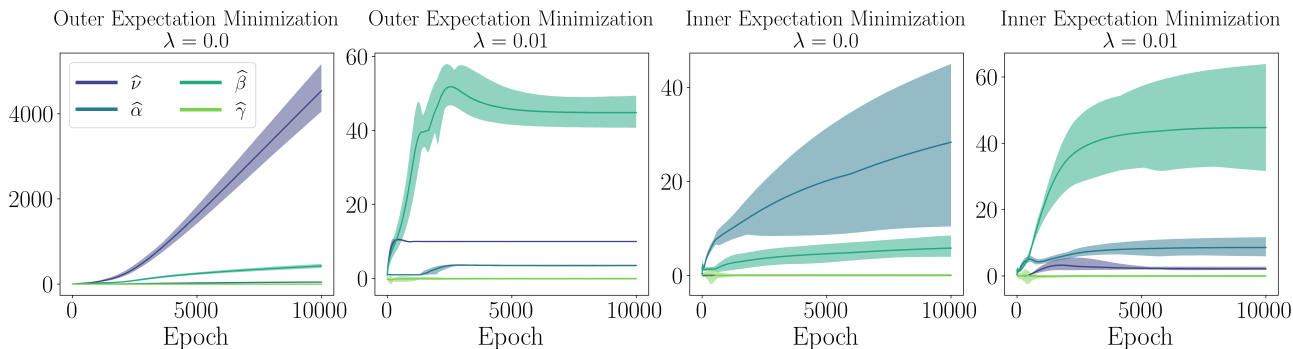 Outer Expectation Minimization
λ = 0.0
4000
2000
0
0
5000
10000
Epoch
ν̂
α̂
β̂
γ̂
Outer Expectation Minimization
λ = 0.01
60
40
20
0
0
5000
10000
Epoch
Inner Expectation Minimization
λ = 0.0
40
20
0
0
5000
10000
Epoch
Inner Expectation Minimization
λ = 0.01
60
40
20
0
0
5000
10000
Epoch